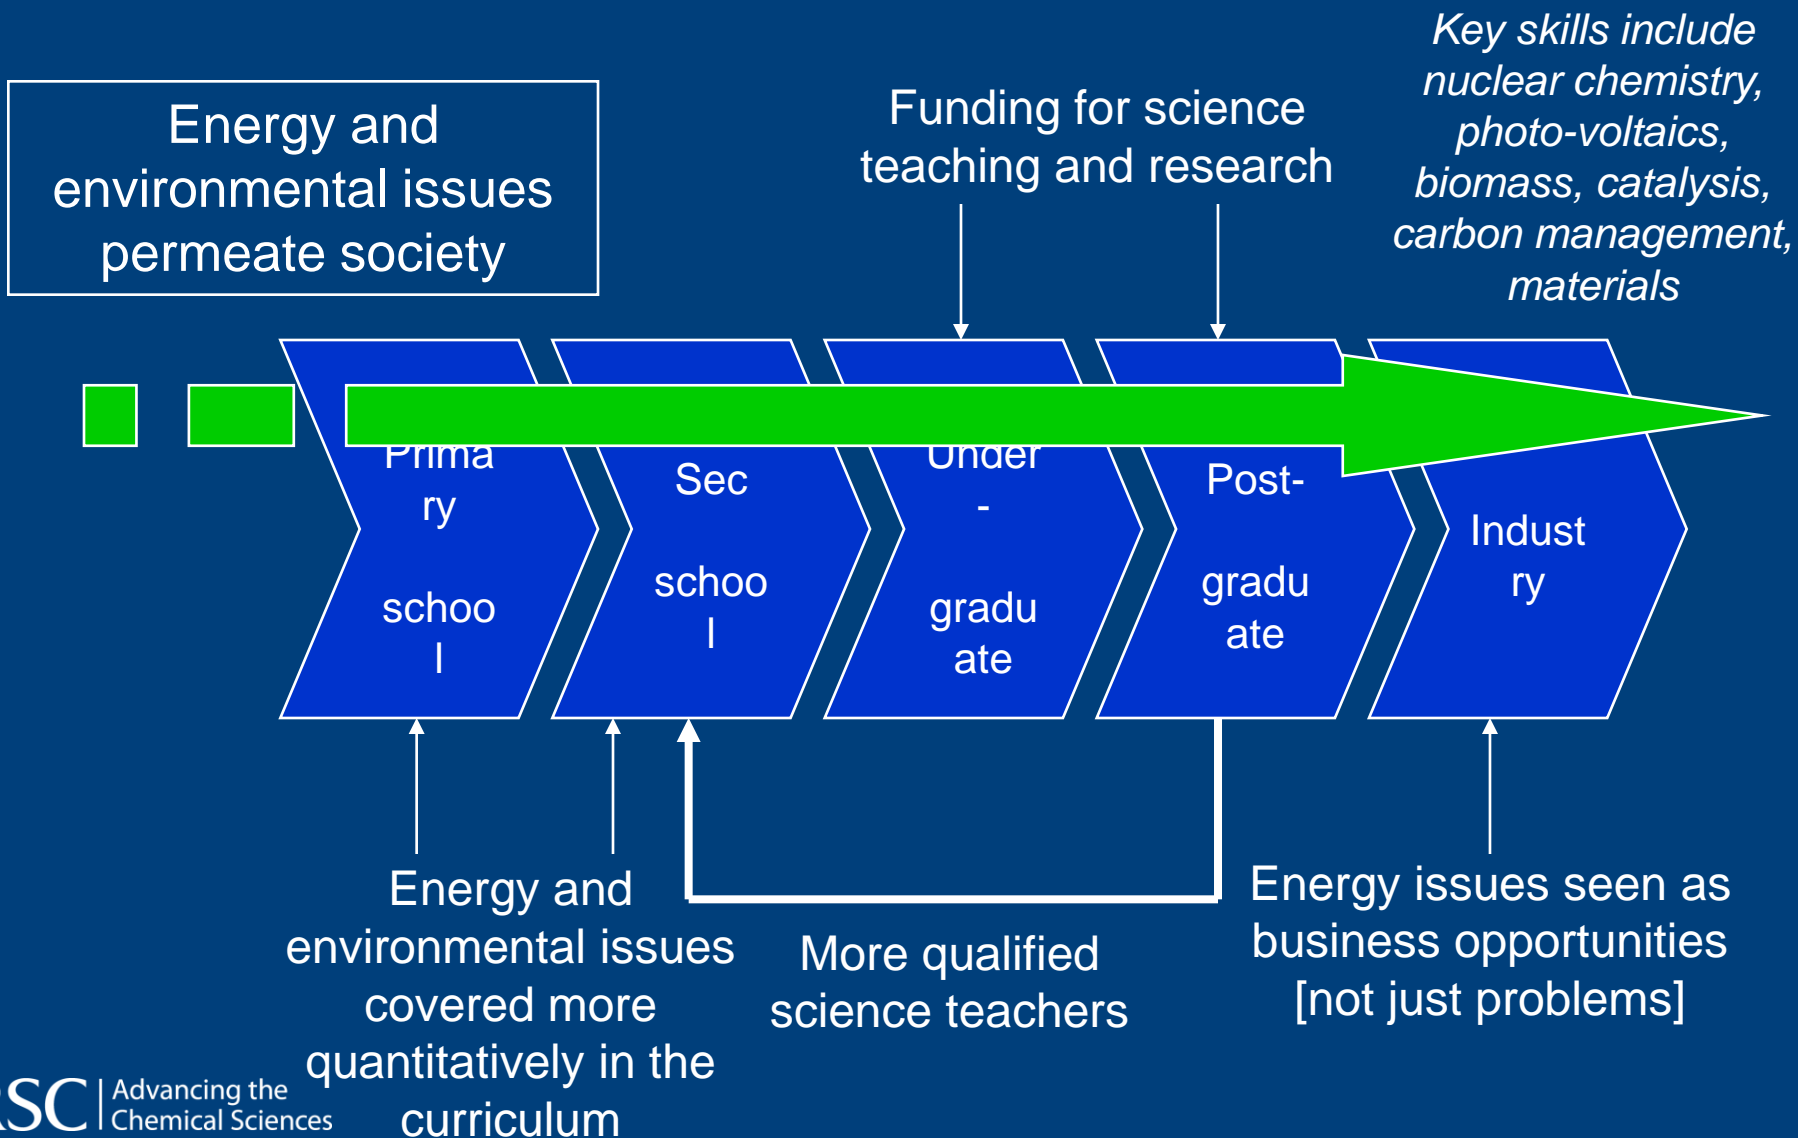 Energy and
environmental issues
permeate society
Funding for science
teaching and research
Key skills include
nuclear chemistry,
photo-voltaics,
biomass, catalysis,
carbon management,
materials
Prima
ry
schoo
l
Sec
schoo
l
Under
-
gradu
ate
Post-
gradu
ate
Indust
ry
Energy and
environmental issues
covered more
quantitatively in the
curriculum
More qualified
science teachers
Energy issues seen as
business opportunities
[not just problems]
RSC
Advancing the
Chemical Sciences